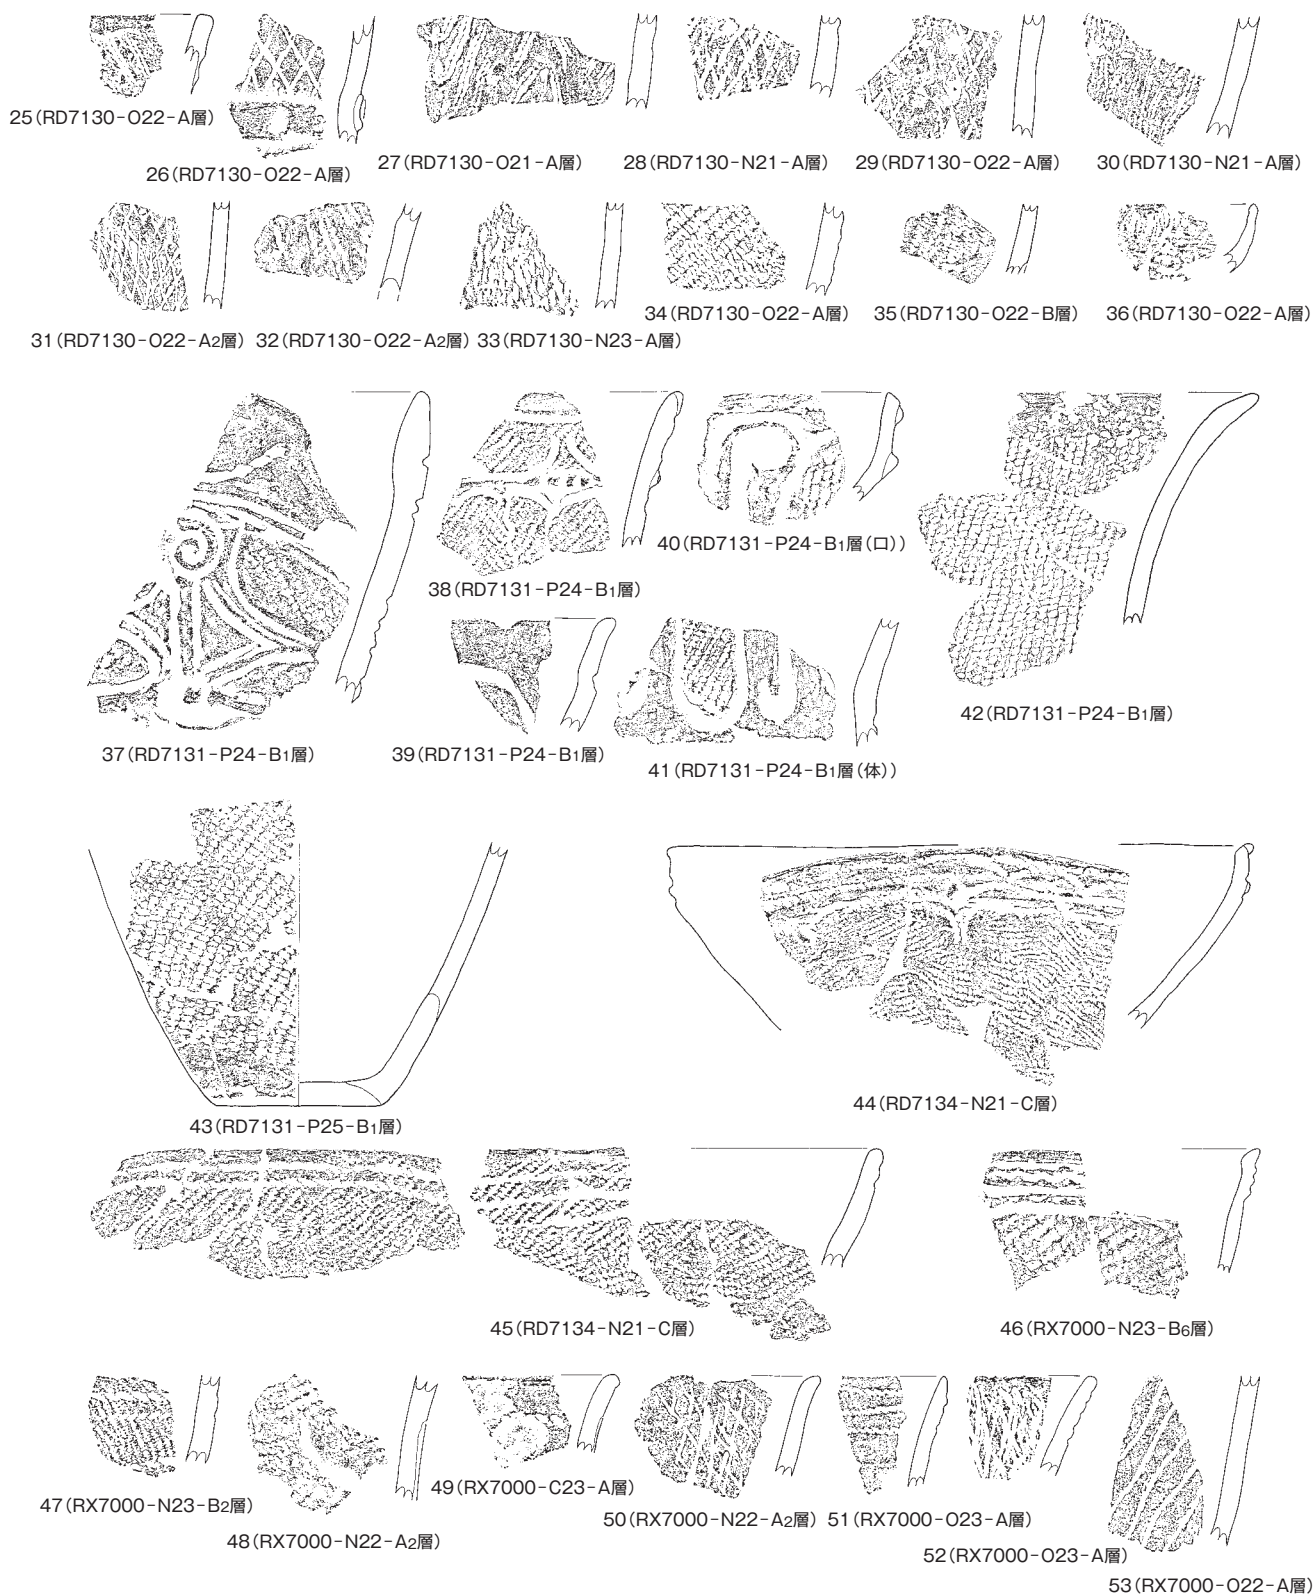 25(RD7130-O22-A層)
26(RD7130-O22-A層)
27(RD7130-O21-A層)
28(RD7130-N21-A層)
29(RD7130-O22-A層)
30(RD7130-N21-A層)
31(RD7130-O22-A2層)
32(RD7130-O22-A2層)
33(RD7130-N23-A層)
34(RD7130-O22-A層)
35(RD7130-O22-B層)
36(RD7130-O22-A層)
37(RD7131-P24-B1層)
38(RD7131-P24-B1層)
39(RD7131-P24-B1層)
40(RD7131-P24-B1層(口))
41(RD7131-P24-B1層(体))
42(RD7131-P24-B1層)
43(RD7131-P25-B1層)
44(RD7134-N21-C層)
45(RD7134-N21-C層)
46(RX7000-N23-B6層)
47(RX7000-N23-B2層)
48(RX7000-N22-A2層)
49(RX7000-C23-A層)
50(RX7000-N22-A2層)
51(RX7000-O23-A層)
52(RX7000-O23-A層)
53(RX7000-O22-A層)